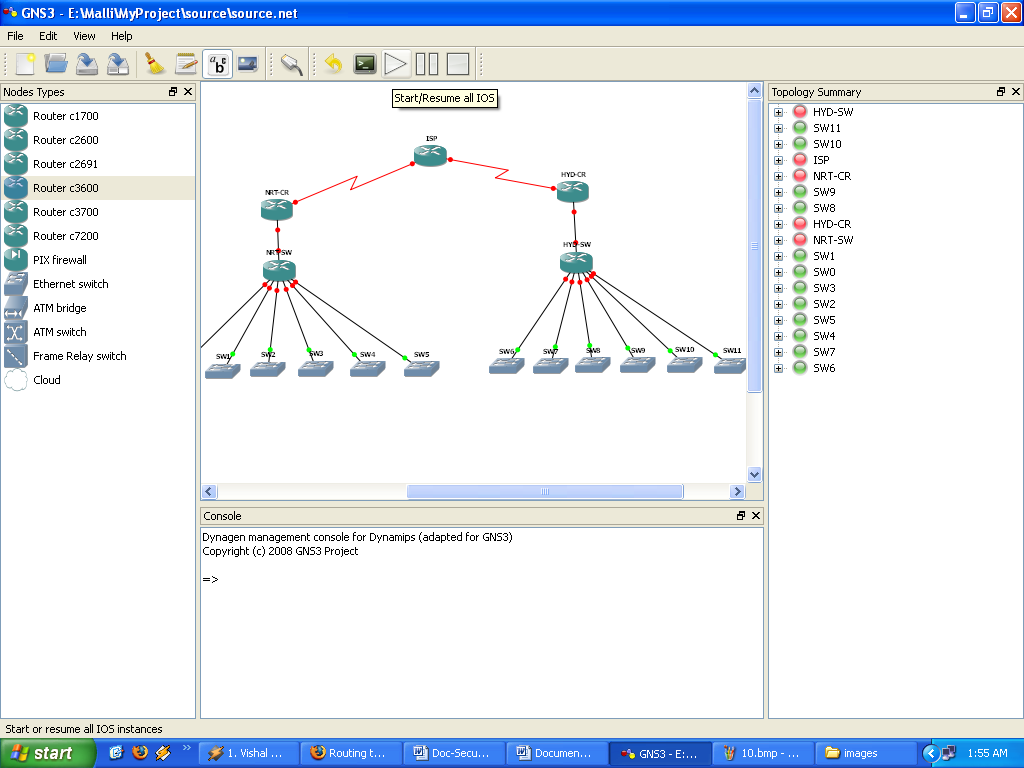 GNS3 - E:\Malli\MyProject\source\source.net
File Edit View Help
abc
Start/Resume all IOS
Nodes Types
Router c1700
Router c2600
Router c2691
Router c3600
Router c3700
Router c7200
PIX firewall
Ethernet switch
ATM bridge
ATM switch
Frame Relay switch
Cloud
ISP
NRT-CR
HYD-CR
NRT-SW
HYD-SW
SW1 SW2 SW3 SW4 SW5 SW6 SW7 SW8 SW9 SW10 SW11
Console
Dynagen management console for Dynamips (adapted for GNS3)
Copyright (c) 2008 GNS3 Project
=>
Topology Summary
HYD-SW
SW11
SW10
ISP
NRT-CR
SW9
SW8
HYD-CR
NRT-SW
SW1
SW0
SW3
SW2
SW5
SW4
SW7
SW6
Start or resume all IOS instances
start
1. Vishal ...
Routing t...
Doc-Secu...
Documen...
GNS3 - E:...
10.bmp - ...
images
1:55 AM